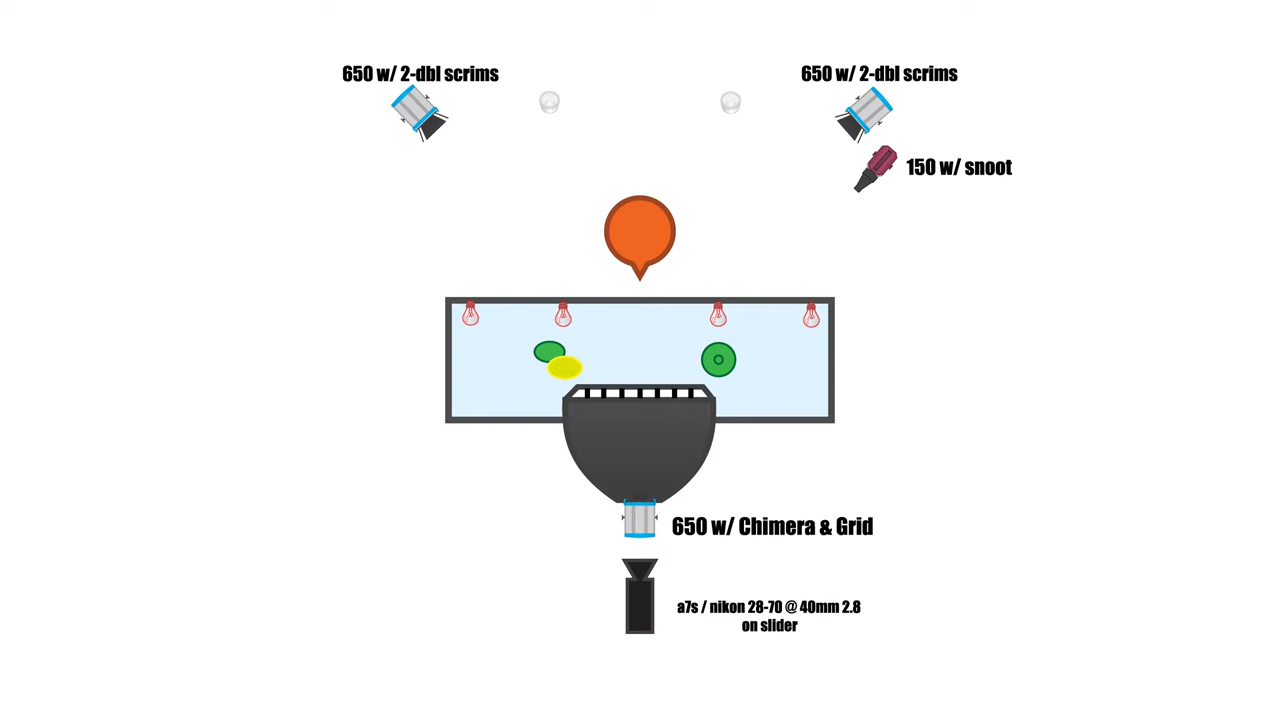 650 w/ 2-dbl scrims
650 w/ 2-dbl scrims
150 w/ snoot
650 w/ Chimera & Grid
a7s / nikon 28-70 @ 40mm 2.8
on slider